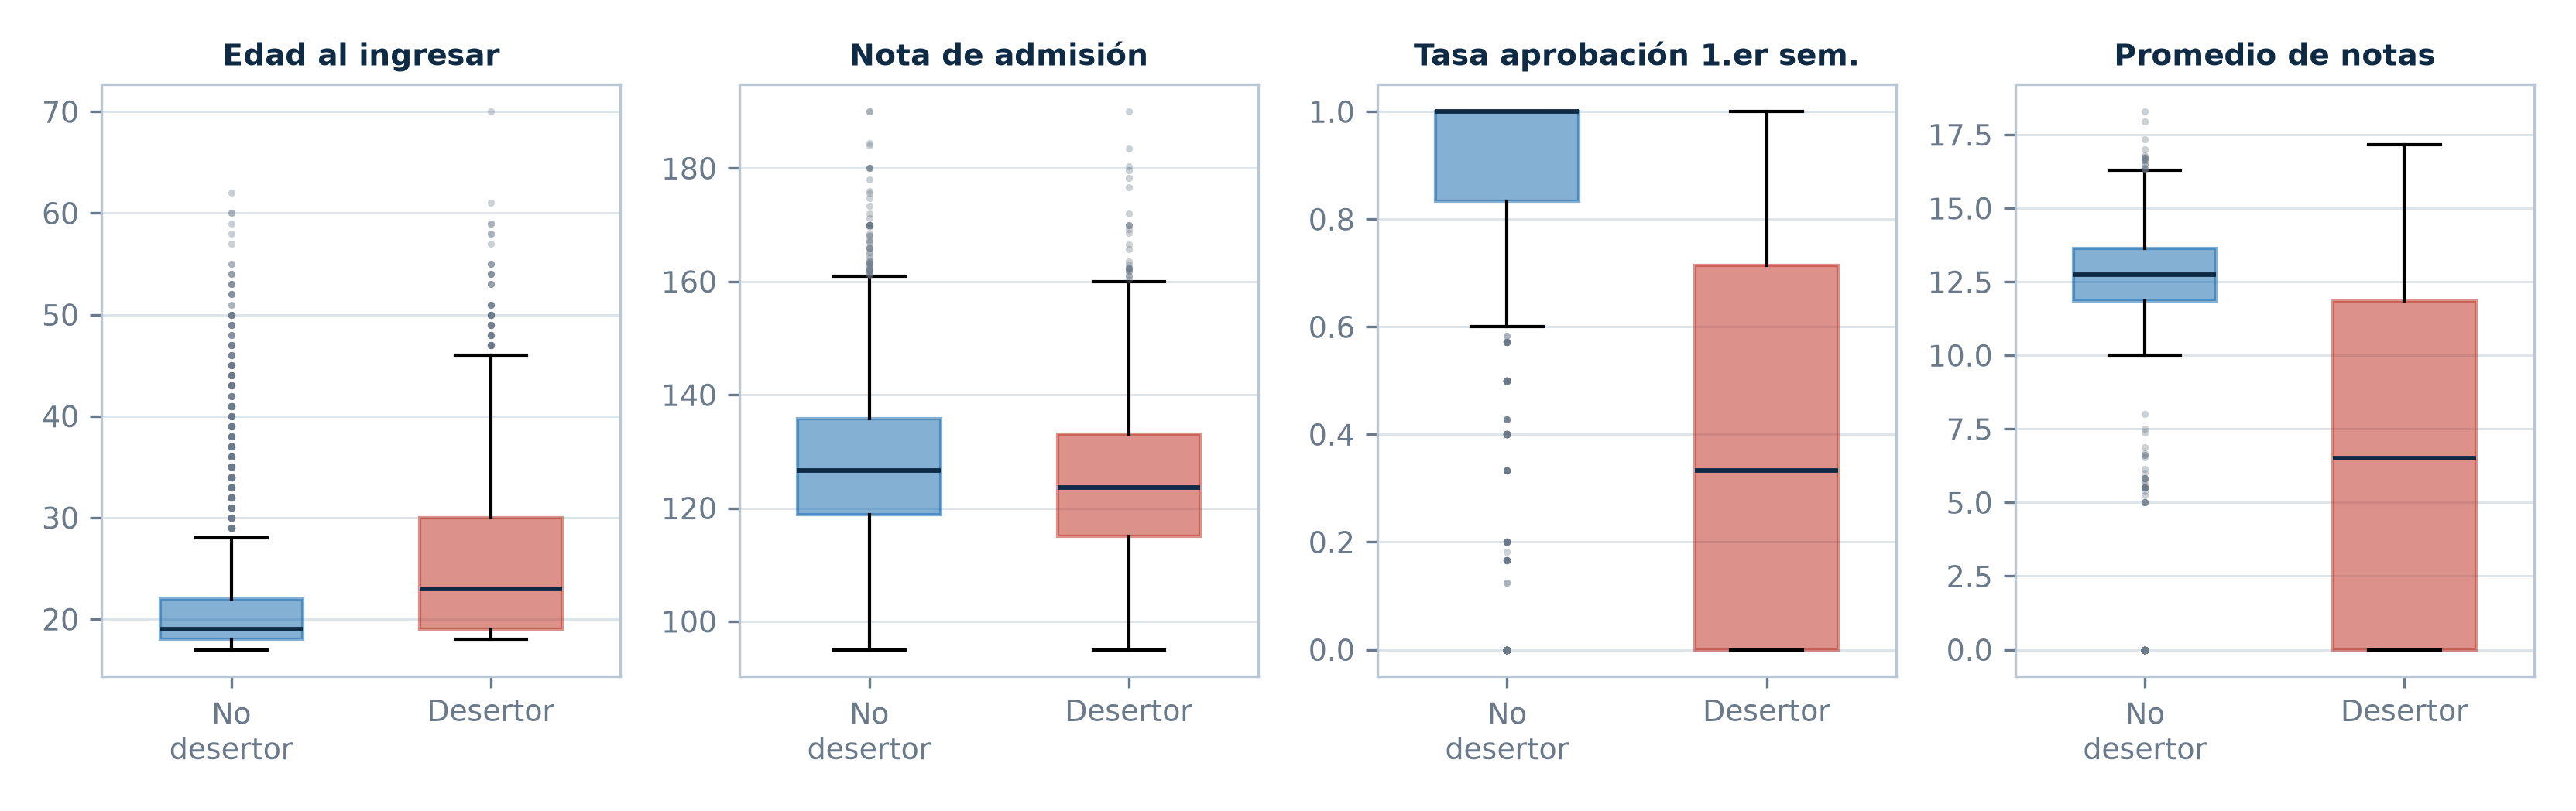 Edad al ingresar
70
60
50
40
30
20
No
desertor
Desertor
Nota de admisión
180
160
140
120
100
No
desertor
Desertor
Tasa aprobación 1.er sem.
1.0
0.8
0.6
0.4
0.2
0.0
No
desertor
Desertor
Promedio de notas
17.5
15.0
12.5
10.0
7.5
5.0
2.5
0.0
No
desertor
Desertor